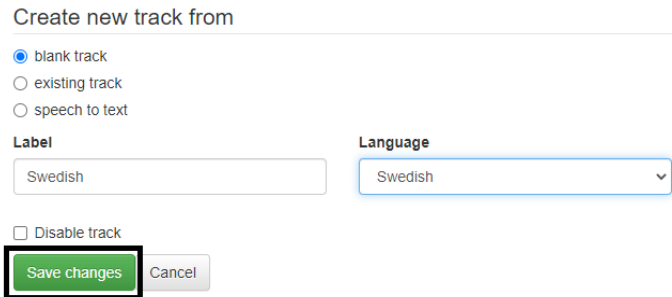 Create new track from
blank track
existing track
speech to text
Label Language
Swedish Swedish
Disable track
Save changes Cancel